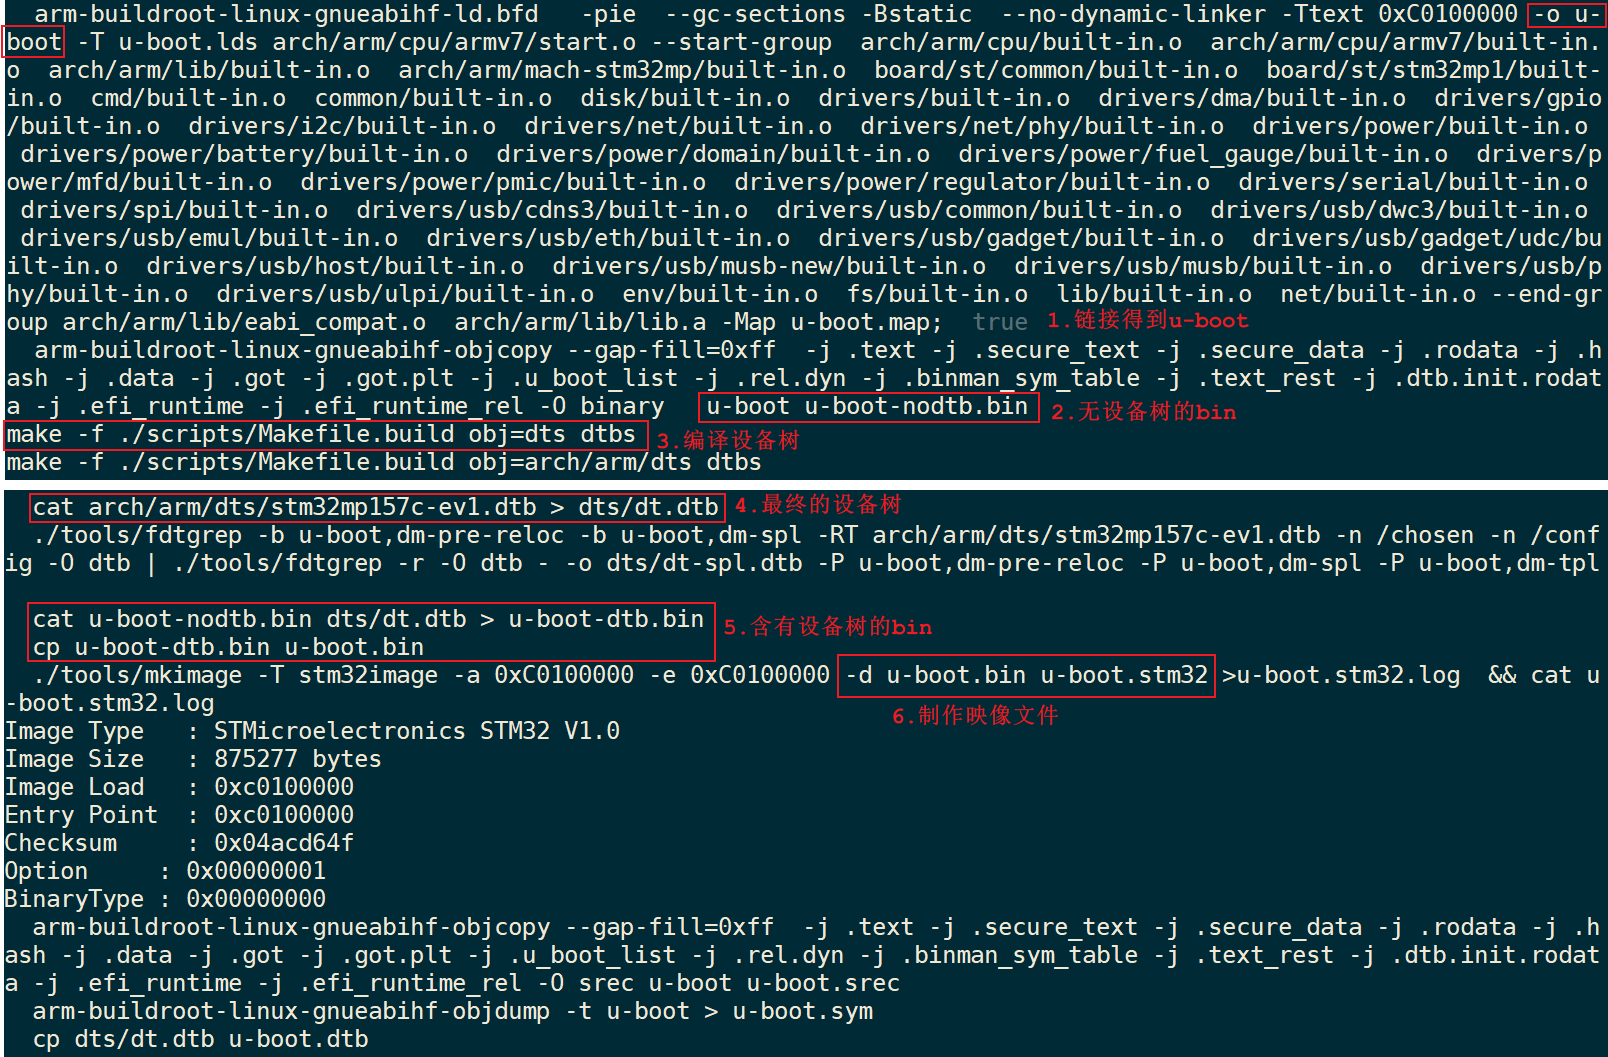 arm-buildroot-linux-gnueabihf-ld.bfd   -pie  --gc-sections -Bstatic  --no-dynamic-linker -Ttext 0xC0100000 -o u-
boot -T u-boot.lds arch/arm/cpu/armv7/start.o --start-group  arch/arm/cpu/built-in.o  arch/arm/cpu/armv7/built-in.
o  arch/arm/lib/built-in.o  arch/arm/mach-stm32mp/built-in.o  board/st/common/built-in.o  board/st/stm32mp1/built-
in.o  cmd/built-in.o  common/built-in.o  disk/built-in.o  drivers/built-in.o  drivers/dma/built-in.o  drivers/gpio
/built-in.o  drivers/i2c/built-in.o  drivers/net/built-in.o  drivers/net/phy/built-in.o  drivers/power/built-in.o
drivers/power/battery/built-in.o  drivers/power/domain/built-in.o  drivers/power/fuel_gauge/built-in.o  drivers/p
ower/mfd/built-in.o  drivers/power/pmic/built-in.o  drivers/power/regulator/built-in.o  drivers/serial/built-in.o
drivers/spi/built-in.o  drivers/usb/cdns3/built-in.o  drivers/usb/common/built-in.o  drivers/usb/dwc3/built-in.o
drivers/usb/emul/built-in.o  drivers/usb/eth/built-in.o  drivers/usb/gadget/built-in.o  drivers/usb/gadget/udc/bu
ilt-in.o  drivers/usb/host/built-in.o  drivers/usb/musb-new/built-in.o  drivers/usb/musb/built-in.o  drivers/usb/p
hy/built-in.o  drivers/usb/ulpi/built-in.o  env/built-in.o  fs/built-in.o  lib/built-in.o  net/built-in.o --end-gr
oup arch/arm/lib/eabi_compat.o  arch/arm/lib/lib.a -Map u-boot.map;  true 1.链接得到u-boot
arm-buildroot-linux-gnueabihf-objcopy --gap-fill=0xff  -j .text -j .secure_text -j .secure_data -j .rodata -j .h
ash -j .data -j .got -j .got.plt -j .u_boot_list -j .rel.dyn -j .binman_sym_table -j .text_rest -j .dtb.init.rodat
a -j .efi_runtime -j .efi_runtime_rel -O binary   u-boot u-boot-nodtb.bin 2.无设备树的bin
make -f ./scripts/Makefile.build obj=dts dtbs 3.编译设备树
make -f ./scripts/Makefile.build obj=arch/arm/dts dtbs
cat arch/arm/dts/stm32mp157c-ev1.dtb > dts/dt.dtb 4.最终的设备树
./tools/fdtgrep -b u-boot,dm-pre-reloc -b u-boot,dm-spl -RT arch/arm/dts/stm32mp157c-ev1.dtb -n /chosen -n /conf
ig -O dtb | ./tools/fdtgrep -r -O dtb - -o dts/dt-spl.dtb -P u-boot,dm-pre-reloc -P u-boot,dm-spl -P u-boot,dm-tpl
cat u-boot-nodtb.bin dts/dt.dtb > u-boot-dtb.bin 5.含有设备树的bin
cp u-boot-dtb.bin u-boot.bin
./tools/mkimage -T stm32image -a 0xC0100000 -e 0xC0100000 -d u-boot.bin u-boot.stm32 >u-boot.stm32.log  && cat u
-boot.stm32.log
6.制作映像文件
Image Type   : STMicroelectronics STM32 V1.0
Image Size   : 875277 bytes
Image Load   : 0xc0100000
Entry Point  : 0xc0100000
Checksum     : 0x04acd64f
Option     : 0x00000001
BinaryType : 0x00000000
arm-buildroot-linux-gnueabihf-objcopy --gap-fill=0xff  -j .text -j .secure_text -j .secure_data -j .rodata -j .h
ash -j .data -j .got -j .got.plt -j .u_boot_list -j .rel.dyn -j .binman_sym_table -j .text_rest -j .dtb.init.rodat
a -j .efi_runtime -j .efi_runtime_rel -O srec u-boot u-boot.srec
arm-buildroot-linux-gnueabihf-objdump -t u-boot > u-boot.sym
cp dts/dt.dtb u-boot.dtb